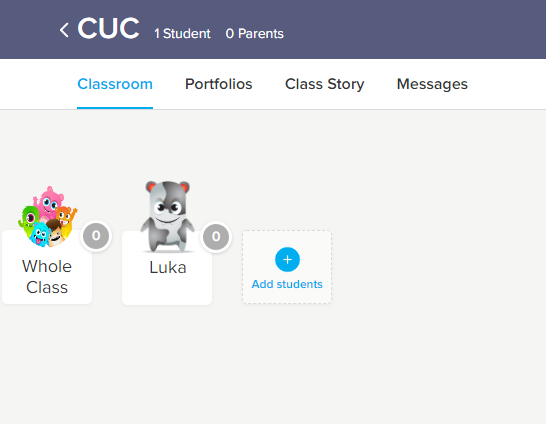 CUC 1 Student 0 Parents
Classroom Portfolios Class Story Messages
0
Whole
Class
0
Luka
Add students